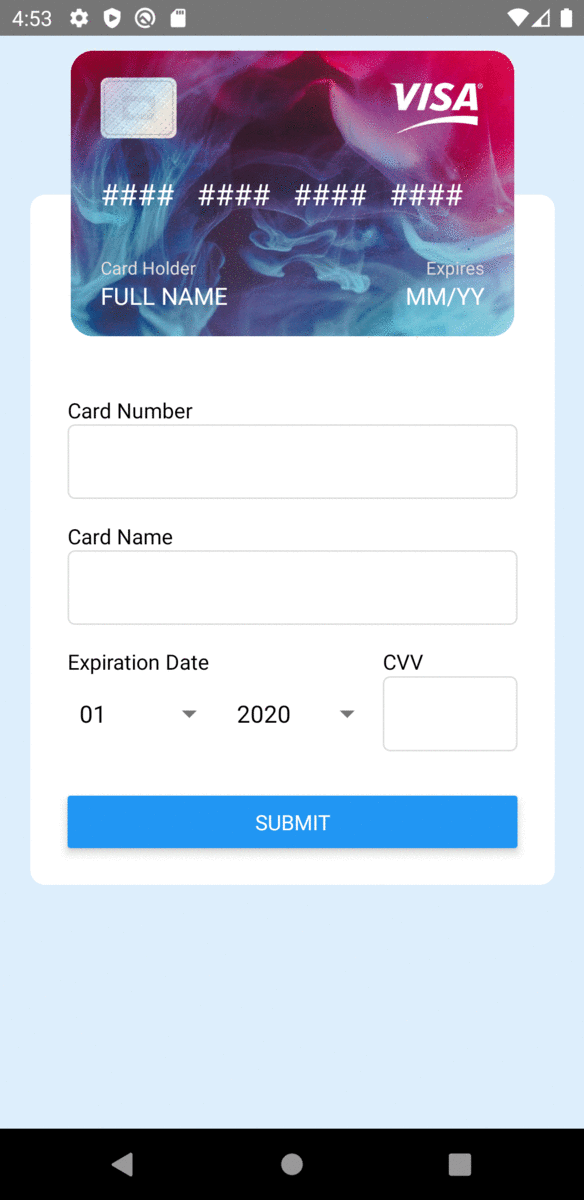 4:53
VISA
#### #### #### ####
Card Holder Expires
FULL NAME MM/YY
Card Number
Card Name
Expiration Date CVV
01 2020
SUBMIT